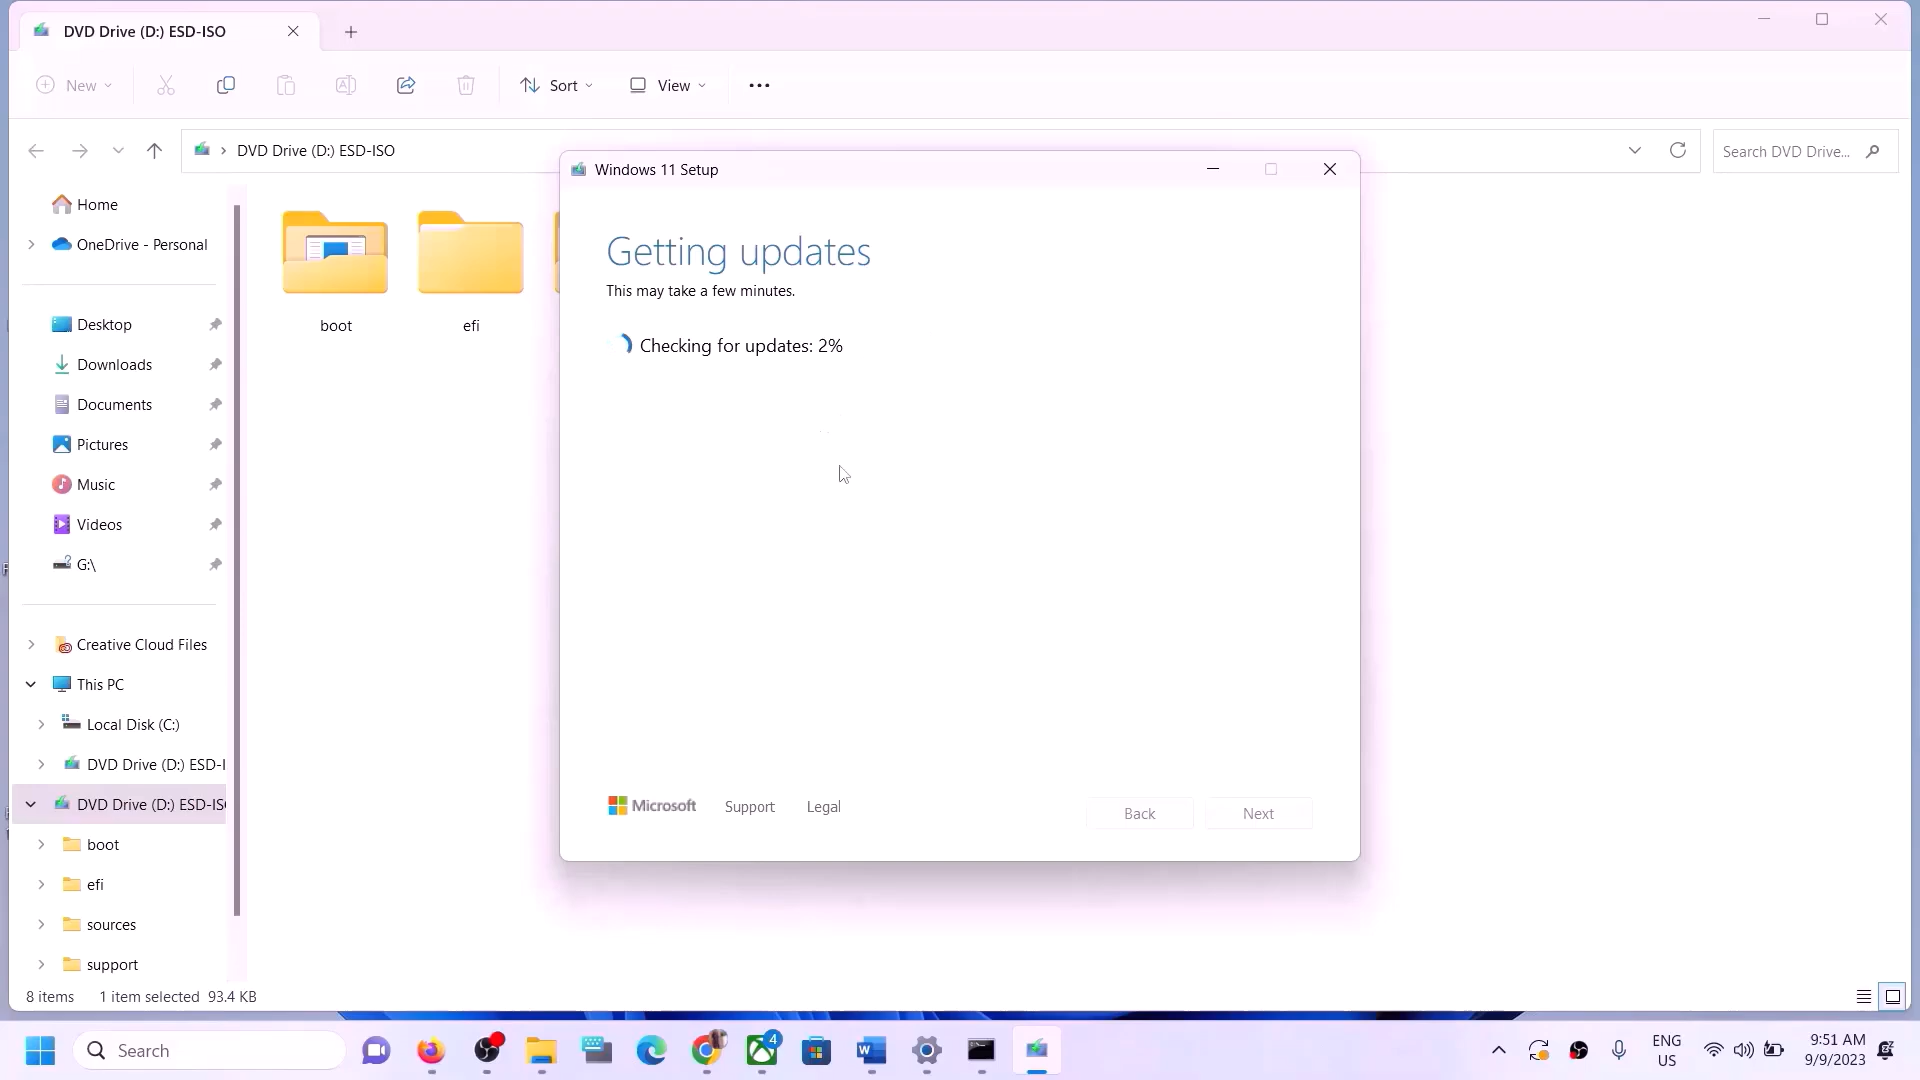 DVD Drive (D:) ESD-ISO
New
Sort
View
DVD Drive (D:) ESD-ISO
Search DVD Drive...
Home
OneDrive - Personal
Desktop
Downloads
Documents
Pictures
Music
Videos
G:\
Creative Cloud Files
This PC
Local Disk (C:)
DVD Drive (D:) ESD-I
DVD Drive (D:) ESD-IS
boot
efi
sources
support
boot
efi
Windows 11 Setup
Getting updates
This may take a few minutes.
Checking for updates: 2%
Microsoft
Support
Legal
Back
Next
8 items
1 item selected 93.4 KB
Search
4
ENG
US
9:51 AM
9/9/2023